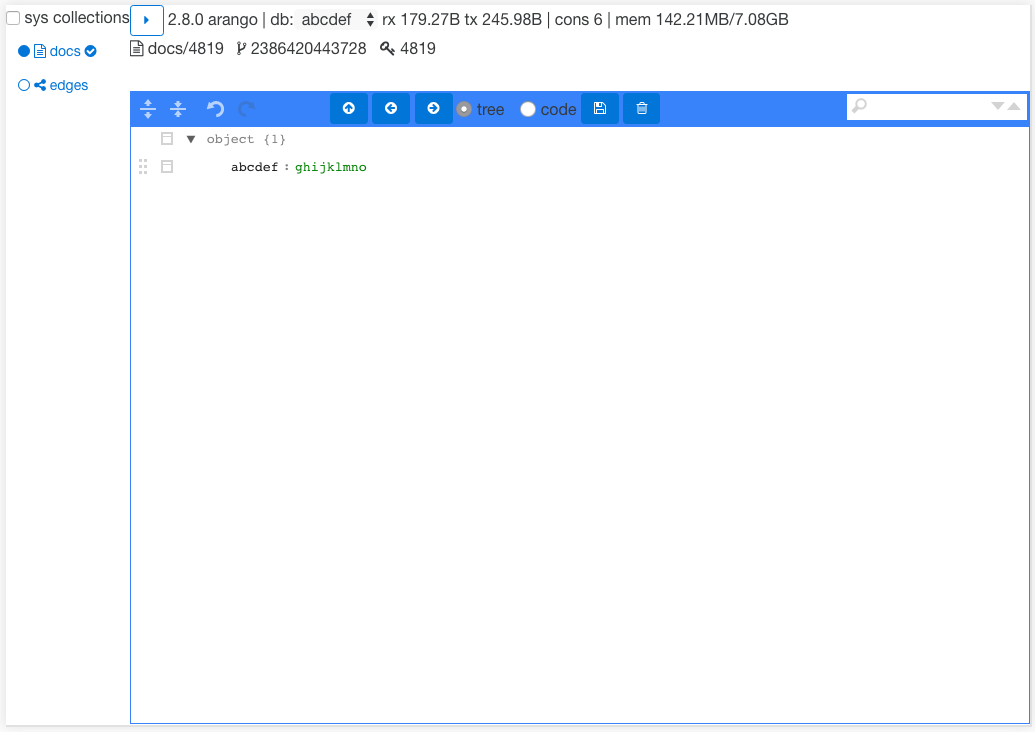 sys collections
docs
edges
2.8.0 arango | db: abcdef rx 179.27B tx 245.98B | cons 6 | mem 142.21MB/7.08GB
docs/4819 2386420443728 4819
tree code
object {1}
abcdef : ghijklmno